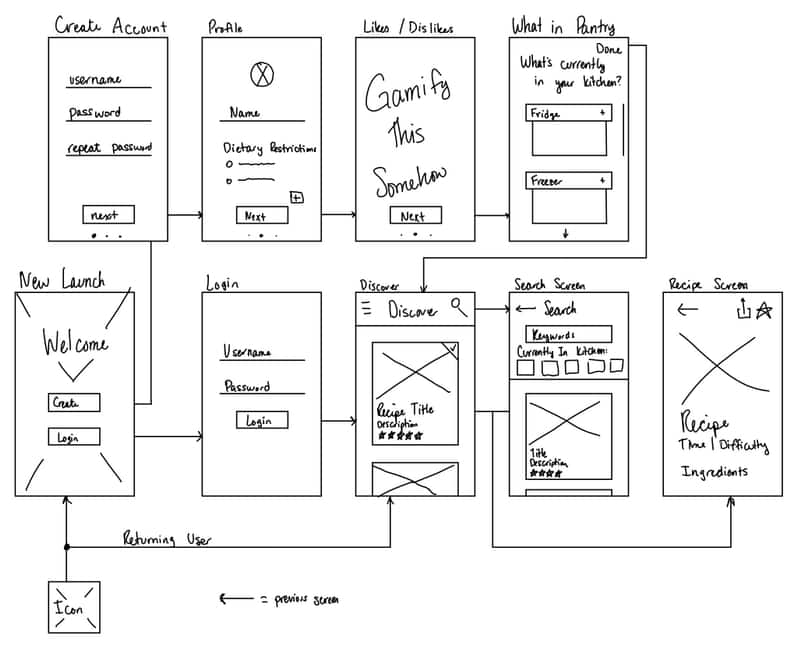 Create Account
username
password
repeat password
next
Profile
Name
Dietary Restrictions
+
Next
Likes / Dislikes
Gamify
This
Somehow
Next
What in Pantry
Done
What's currently
in your kitchen?
Fridge +
Freezer +
New Launch
Welcome
Create
Login
Login
Username
Password
Login
Discover
Discover
Recipe Title
Description
Search Screen
Search
Keywords
Currently In Kitchen:
Title
Description
Recipe Screen
Recipe
Time | Difficulty
Ingredients
Returning User
Icon
= previous screen